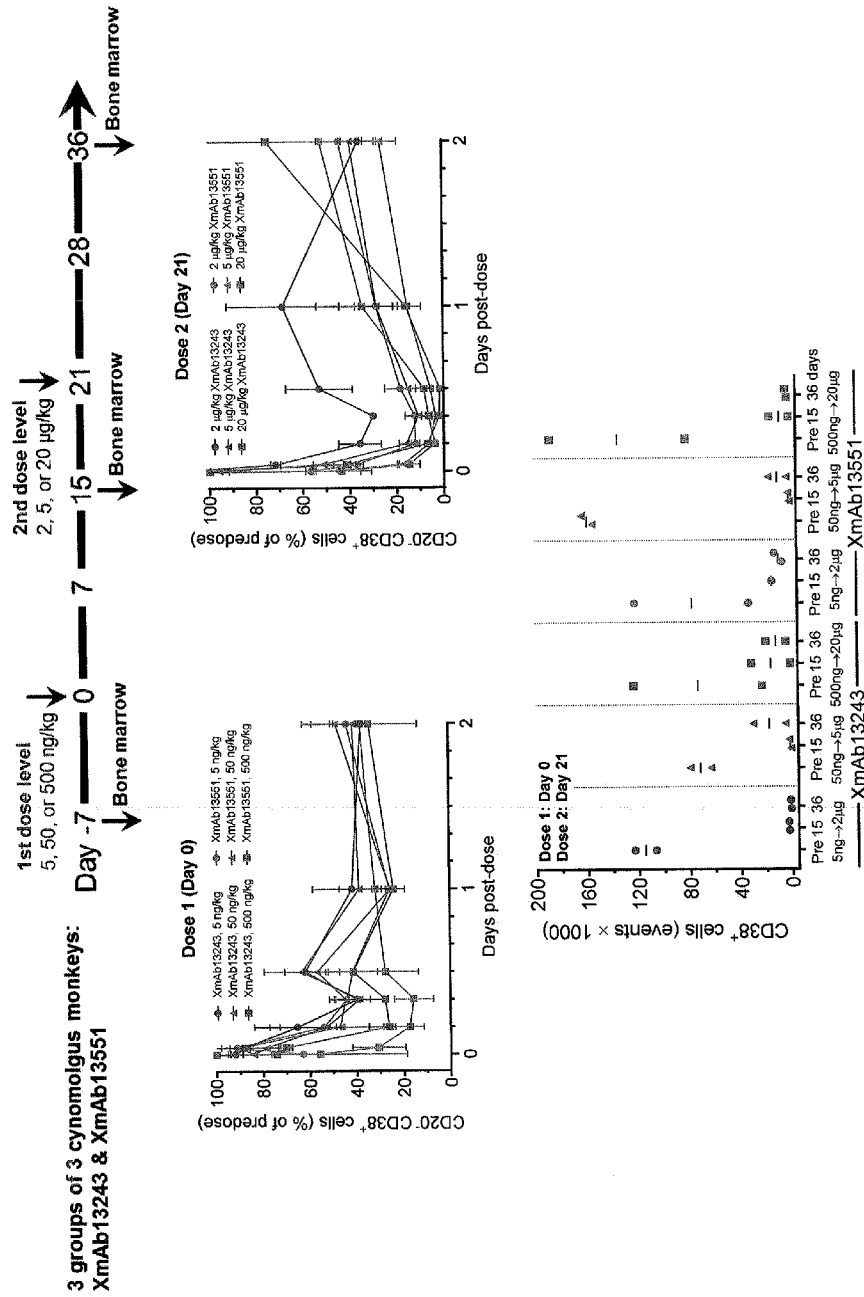 3 groups of 3 cynomolgus monkeys:
XmAb13243 & XmAb13551
1st dose level
5, 50, or 500 ng/kg
2nd dose level
2, 5, or 20 µg/kg
Day -7 0 7 15 21 28 36
Bone marrow
Bone marrow
Bone marrow
Dose 1 (Day 0)
XmAb13243, 5 ng/kg
XmAb13243, 50 ng/kg
XmAb13243, 500 ng/kg
XmAb13551, 5 ng/kg
XmAb13551, 50 ng/kg
XmAb13551, 500 ng/kg
CD20⁻CD38⁺ cells (% of predose)
100
80
60
40
20
0
0 1 2
Days post-dose
Dose 2 (Day 21)
2 µg/kg XmAb13243
5 µg/kg XmAb13243
20 µg/kg XmAb13243
2 µg/kg XmAb13551
5 µg/kg XmAb13551
20 µg/kg XmAb13551
CD20⁻CD38⁺ cells (% of predose)
100
80
60
40
20
0
0 1 2
Days post-dose
Dose 1: Day 0
Dose 2: Day 21
CD38⁺ cells (events × 1000)
200
160
120
80
40
0
Pre 15 36 Pre 15 36 Pre 15 36 Pre 15 36 Pre 15 36 Pre 15 36 days
5ng→2µg 50ng→5µg 500ng→20µg 5ng→2µg 50ng→5µg 500ng→20µg
XmAb13243 XmAb13551